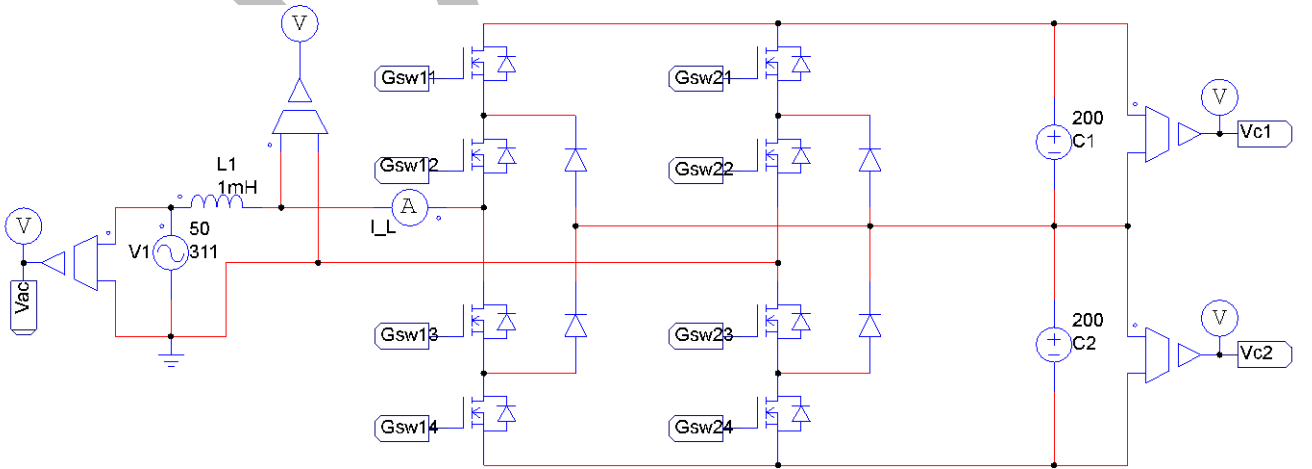 V
Gsw11
Gsw21
V
200
C1
Vc1
Gsw12
Gsw22
L1
1mH
V
A
I_L
50
V1
311
Vac
V
200
C2
Vc2
Gsw13
Gsw23
Gsw14
Gsw24